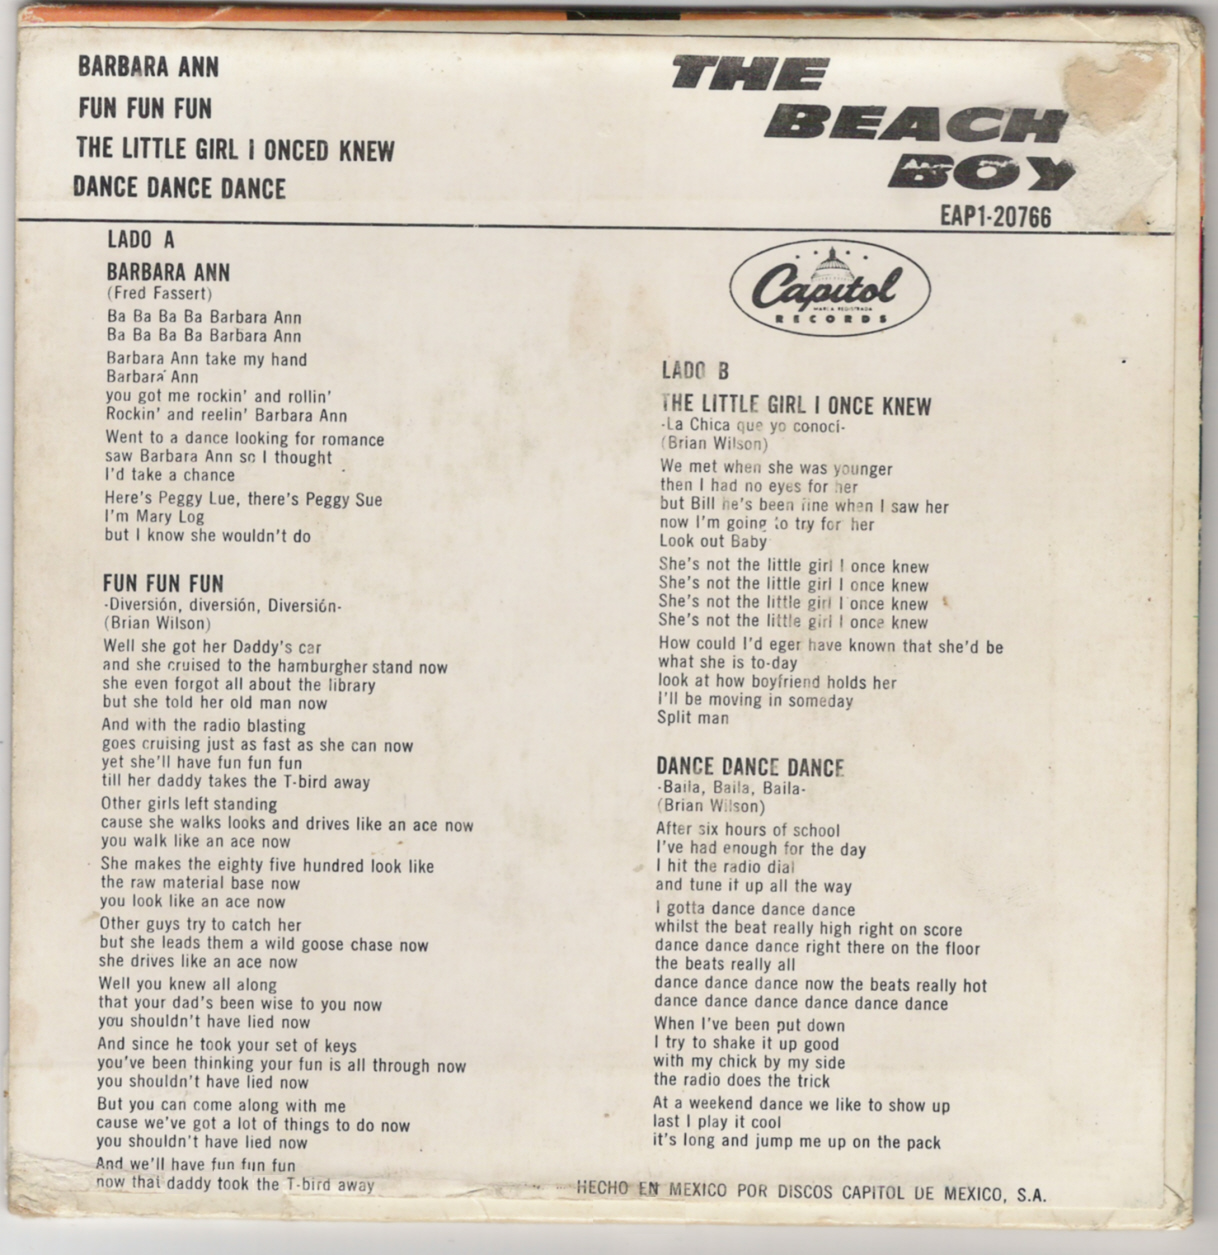 BARBARA ANN
FUN FUN FUN
THE LITTLE GIRL I ONCED KNEW
DANCE DANCE DANCE
THE
BEACH
BOY
EAP1-20766
LADO A
BARBARA ANN
(Fred Fassert)
Ba Ba Ba Ba Barbara Ann
Ba Ba Ba Ba Barbara Ann
Barbara Ann take my hand
Barbara Ann
you got me rockin' and rollin'
Rockin' and reelin' Barbara Ann
Went to a dance looking for romance
saw Barbara Ann so I thought
I'd take a chance
Here's Peggy Lue, there's Peggy Sue
I'm Mary Log
but I know she wouldn't do
FUN FUN FUN
-Diversión, diversión, Diversión-
(Brian Wilson)
Well she got her Daddy's car
and she cruised to the hamburgher stand now
she even forgot all about the library
but she told her old man now
And with the radio blasting
goes cruising just as fast as she can now
yet she'll have fun fun fun
till her daddy takes the T-bird away
Other girls left standing
cause she walks looks and drives like an ace now
you walk like an ace now
She makes the eighty five hundred look like
the raw material base now
you look like an ace now
Other guys try to catch her
but she leads them a wild goose chase now
she drives like an ace now
Well you knew all along
that your dad's been wise to you now
you shouldn't have lied now
And since he took your set of keys
you've been thinking your fun is all through now
you shouldn't have lied now
But you can come along with me
cause we've got a lot of things to do now
you shouldn't have lied now
And we'll have fun fun fun
now that daddy took the T-bird away
Capitol
MARCA REGISTRADA
RECORDS
LADO B
THE LITTLE GIRL I ONCE KNEW
-La Chica que yo conocí-
(Brian Wilson)
We met when she was younger
then I had no eyes for her
but Bill he's been fine when I saw her
now I'm going to try for her
Look out Baby
She's not the little girl I once knew
She's not the little girl I once knew
She's not the little girl I once knew
She's not the little girl I once knew
How could I'd eger have known that she'd be
what she is to-day
look at how boyfriend holds her
I'll be moving in someday
Split man
DANCE DANCE DANCE
-Baila, Baila, Baila-
(Brian Wilson)
After six hours of school
I've had enough for the day
I hit the radio dial
and tune it up all the way
I gotta dance dance dance
whilst the beat really high right on score
dance dance dance right there on the floor
the beats really all
dance dance dance now the beats really hot
dance dance dance dance dance dance
When I've been put down
I try to shake it up good
with my chick by my side
the radio does the trick
At a weekend dance we like to show up
last I play it cool
it's long and jump me up on the pack
HECHO EN MEXICO POR DISCOS CAPITOL DE MEXICO, S.A.